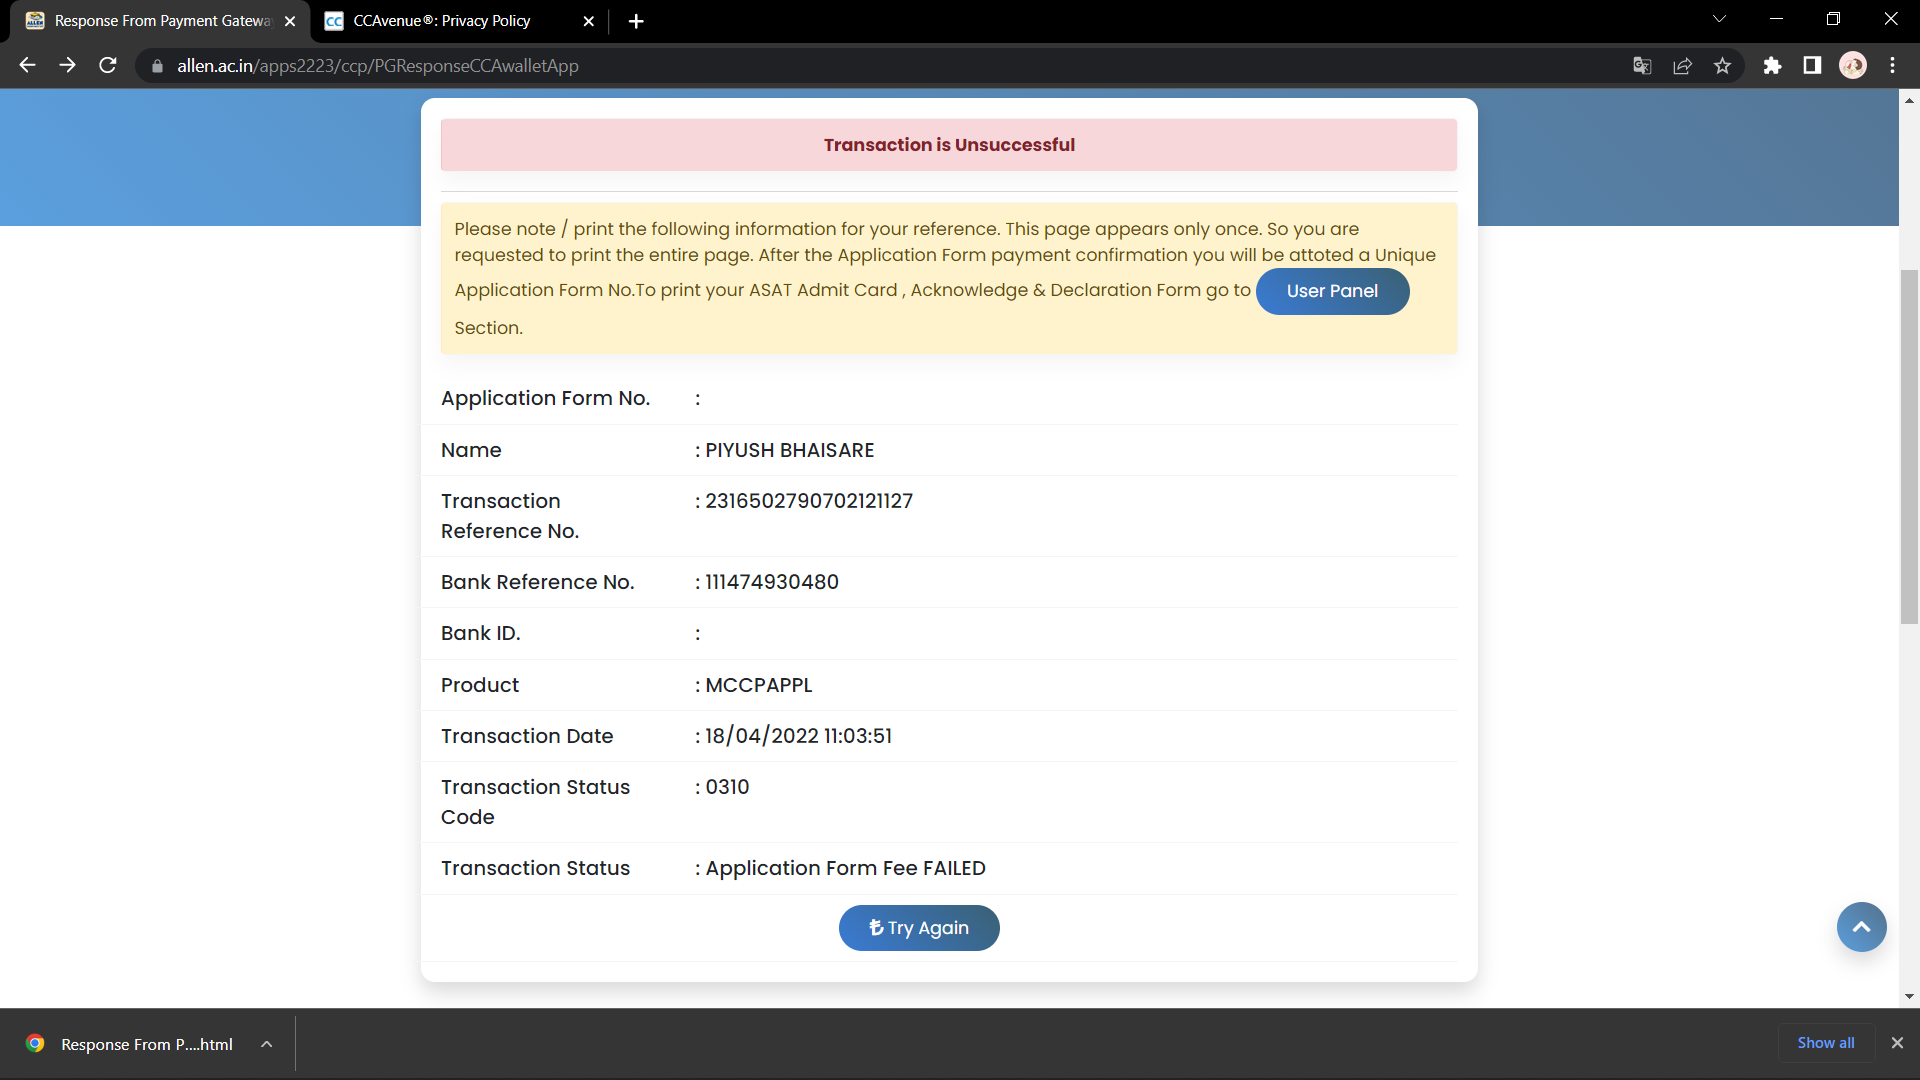 Response From Payment Gatewa
CCAvenue®: Privacy Policy
allen.ac.in/apps2223/ccp/PGResponseCCAwalletApp
Transaction is Unsuccessful
Please note / print the following information for your reference. This page appears only once. So you are
requested to print the entire page. After the Application Form payment confirmation you will be attoted a Unique
Application Form No.To print your ASAT Admit Card , Acknowledge & Declaration Form go to User Panel
Section.
Application Form No. :
Name : PIYUSH BHAISARE
Transaction : 2316502790702121127
Reference No.
Bank Reference No. : 111474930480
Bank ID. :
Product : MCCPAPPL
Transaction Date : 18/04/2022 11:03:51
Transaction Status : 0310
Code
Transaction Status : Application Form Fee FAILED
₺ Try Again
Response From P....html
Show all